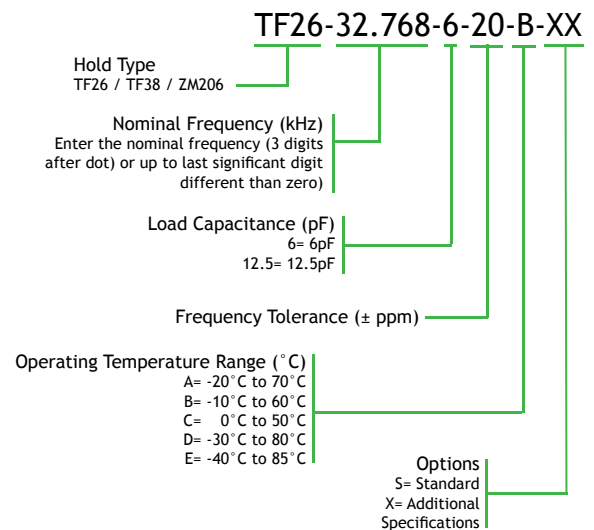 TF26-32.768-6-20-B-XX
Hold Type
TF26 / TF38 / ZM206
Nominal Frequency (kHz)
Enter the nominal frequency (3 digits
after dot) or up to last significant digit
different than zero)
Load Capacitance (pF)
6= 6pF
12.5= 12.5pF
Frequency Tolerance (± ppm)
Operating Temperature Range (˚C)
A= -20˚C to 70˚C
B= -10˚C to 60˚C
C= 0˚C to 50˚C
D= -30˚C to 80˚C
E= -40˚C to 85˚C
Options
S= Standard
X= Additional
Specifications